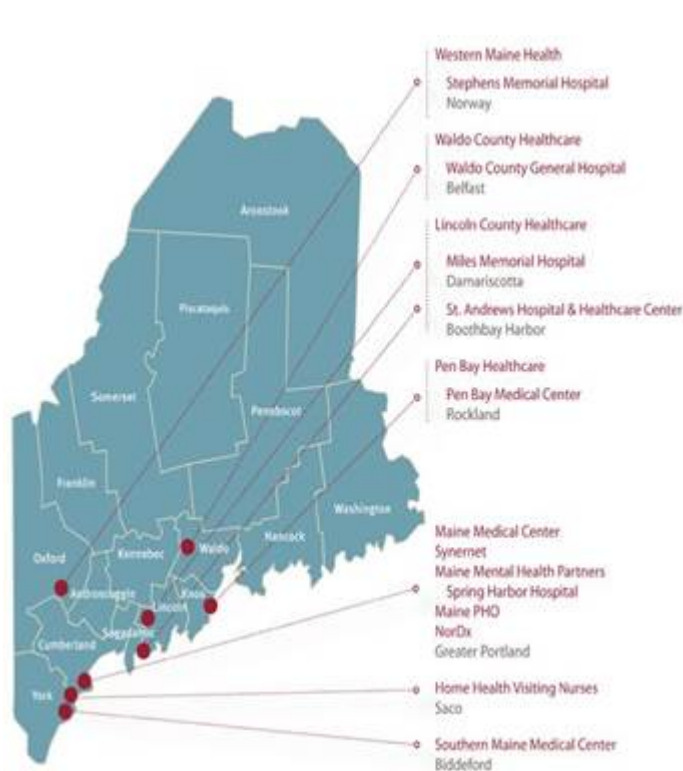 Western Maine Health
Stephens Memorial Hospital
Norway
Waldo County Healthcare
Waldo County General Hospital
Belfast
Lincoln County Healthcare
Miles Memorial Hospital
Damariscotta
St. Andrews Hospital & Healthcare Center
Boothbay Harbor
Pen Bay Healthcare
Pen Bay Medical Center
Rockland
Maine Medical Center
Synernet
Maine Mental Health Partners
Spring Harbor Hospital
Maine PHO
NorDx
Greater Portland
Home Health Visiting Nurses
Saco
Southern Maine Medical Center
Biddeford
Aroostook
Piscataquis
Somerset
Penobscot
Franklin
Washington
Oxford
Kennebec
Waldo
Hancock
Androscoggin
Knox
Lincoln
Sagadahoc
Cumberland
York